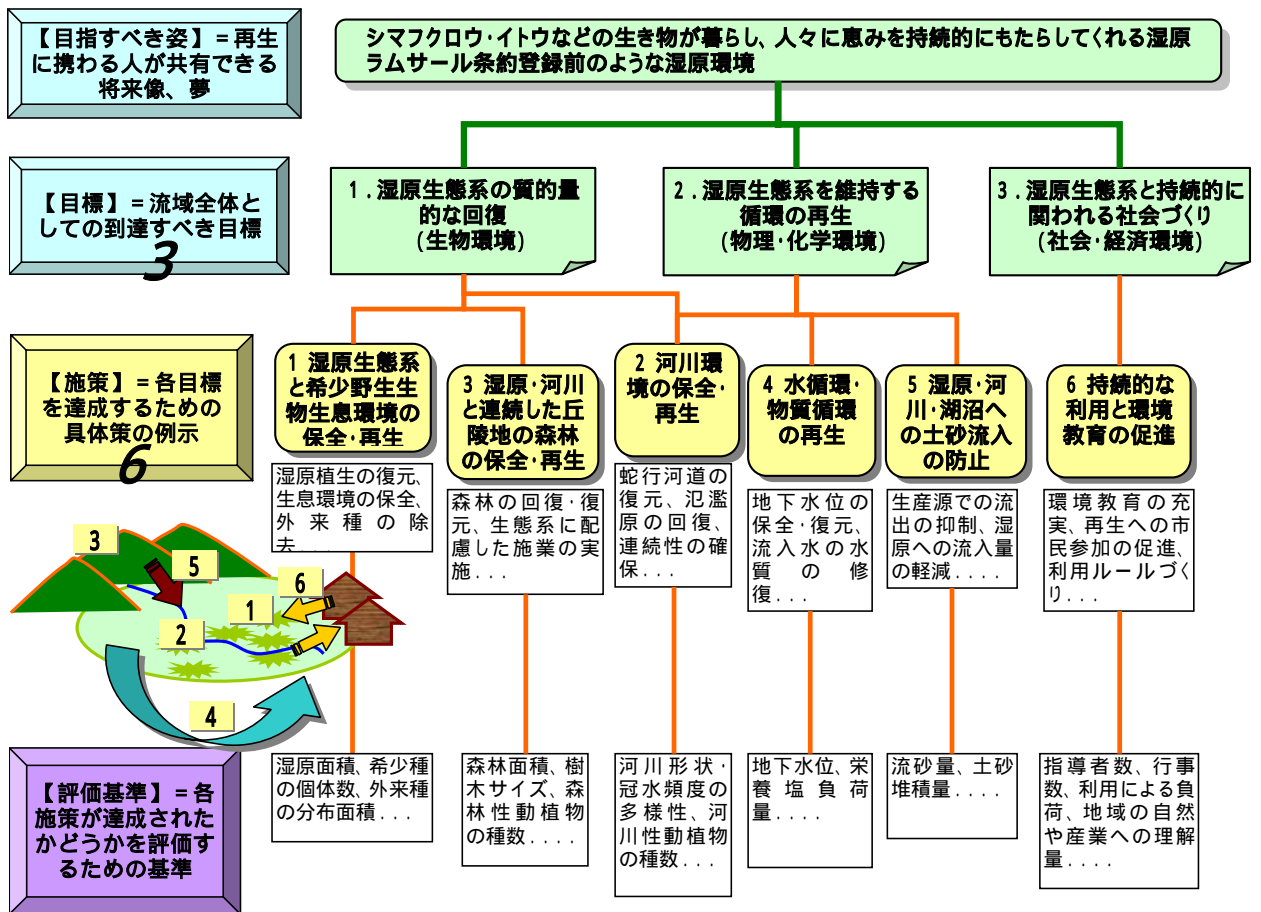 【目指すべき姿】=再生
に携わる人が共有できる
将来像、夢
シマフクロウ・イトウなどの生き物が暮らし、人々に恵みを持続的にもたらしてくれる湿原
ラムサール条約登録前のような湿原環境
【目標】=流域全体と
しての到達すべき目標
3
1.湿原生態系の質的量
的な回復
(生物環境)
2.湿原生態系を維持する
循環の再生
(物理・化学環境)
3.湿原生態系と持続的に
関われる社会づくり
(社会・経済環境)
【施策】=各目標
を達成するための
具体策の例示
6
1 湿原生態系
と希少野生生
物生息環境の
保全・再生
3 湿原・河川
と連続した丘
陵地の森林
の保全・再生
2 河川環
境の保全・
再生
4 水循環・
物質循環
の再生
5 湿原・河
川・湖沼へ
の土砂流入
の防止
6 持続的な
利用と環境
教育の促進
湿原植生の復元、
生息環境の保全、
外来種の除
去...
森林の回復・復
元、生態系に配
慮した施業の実
施...
蛇行河道の
復元、氾濫
原の回復、
連続性の確
保...
地下水位の
保全・復元、
流入水の水
質の修
復...
生産源での流
出の抑制、湿
原への流入量
の軽減....
環境教育の充
実、再生への市
民参加の促進、
利用ルールづく
り...
3
5
6
1
2
4
【評価基準】=各
施策が達成された
かどうかを評価す
るための基準
湿原面積、希少種
の個体数、外来種
の分布面積...
森林面積、樹
木サイズ、森
林性動植物
の種数....
河川形状・
冠水頻度の
多様性、河
川性動植物
の種数...
地下水位、栄
養塩負荷
量....
流砂量、土砂
堆積量....
指導者数、行事
数、利用による負
荷、地域の自然
や産業への理解
量....